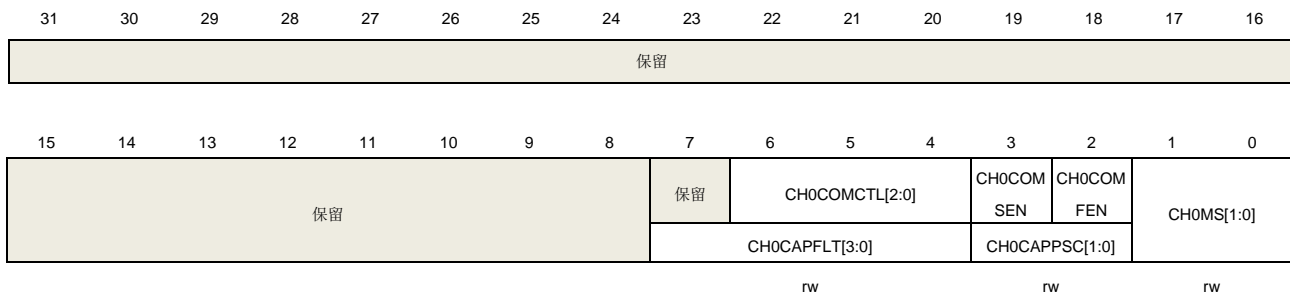 31 30 29 28 27 26 25 24 23 22 21 20 19 18 17 16
保留
15 14 13 12 11 10 9 8 7 6 5 4 3 2 1 0
保留
保留
CH0COMCTL[2:0]
CH0COM
SEN
CH0COM
FEN
CH0MS[1:0]
CH0CAPFLT[3:0]
CH0CAPPSC[1:0]
rw rw rw